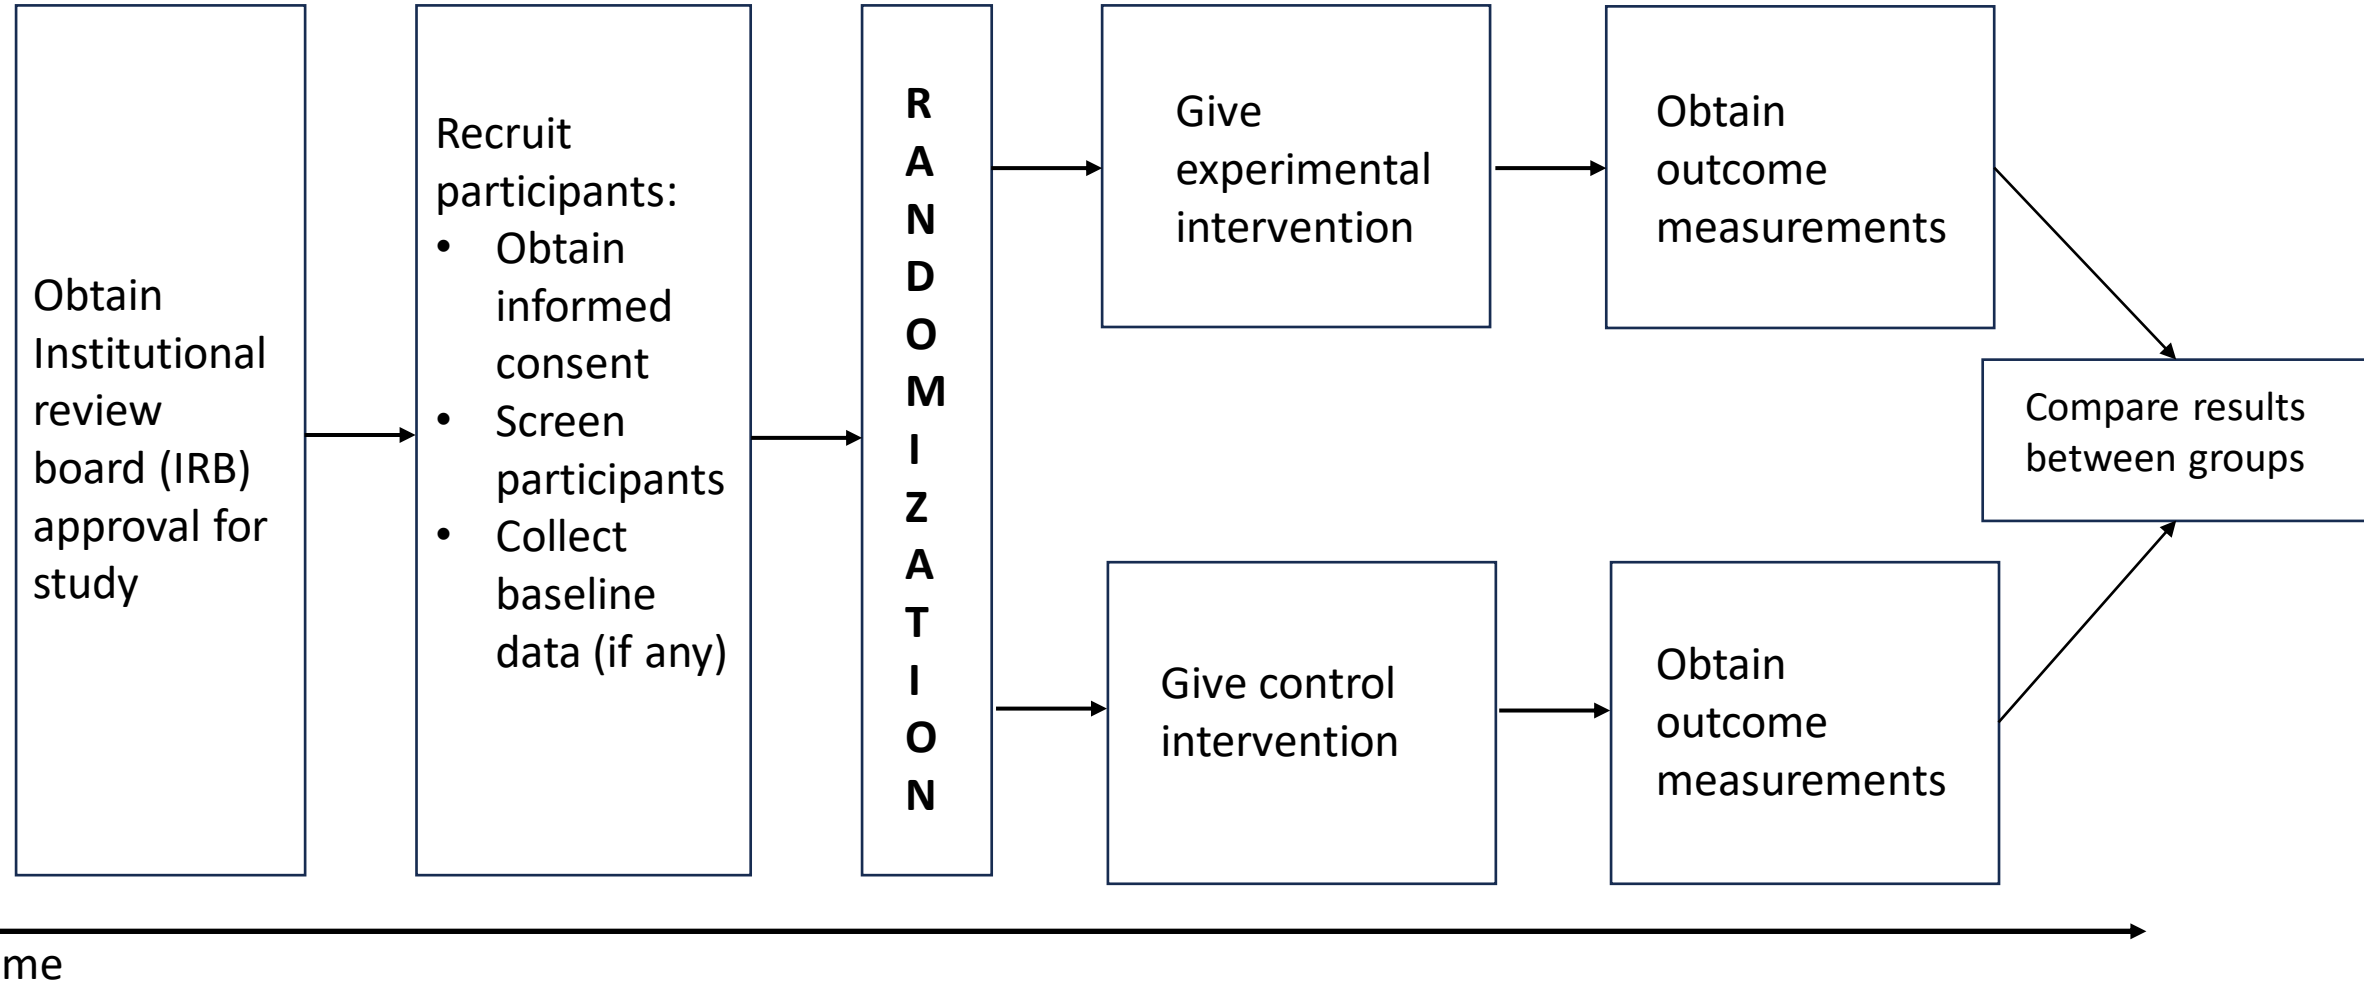 Obtain
Institutional
review
board (IRB)
approval for
study
Recruit
participants:
• Obtain
informed
consent
• Screen
participants
• Collect
baseline
data (if any)
R
A
N
D
O
M
I
Z
A
T
I
O
N
Give
experimental
intervention
Obtain
outcome
measurements
Give control
intervention
Obtain
outcome
measurements
Compare results
between groups
me